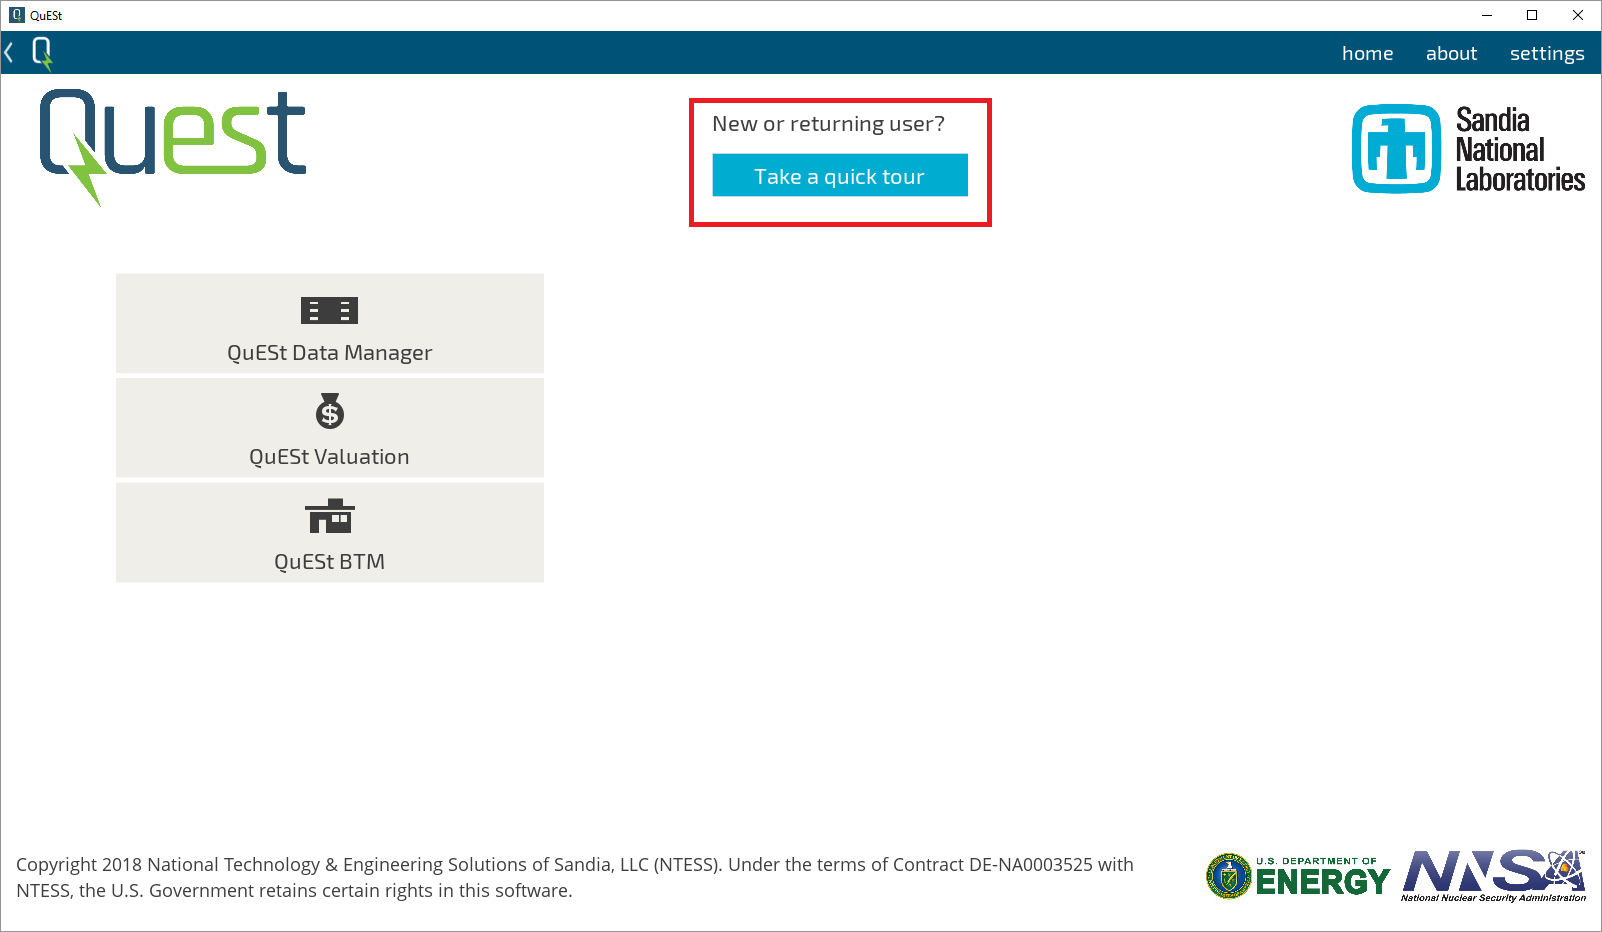 QuESt
home about settings
Quest
New or returning user?
Take a quick tour
Sandia
National
Laboratories
QuESt Data Manager
$
QuESt Valuation
QuESt BTM
Copyright 2018 National Technology & Engineering Solutions of Sandia, LLC (NTESS). Under the terms of Contract DE-NA0003525 with
NTESS, the U.S. Government retains certain rights in this software.
U.S. DEPARTMENT OF
ENERGY
NNSA
National Nuclear Security Administration